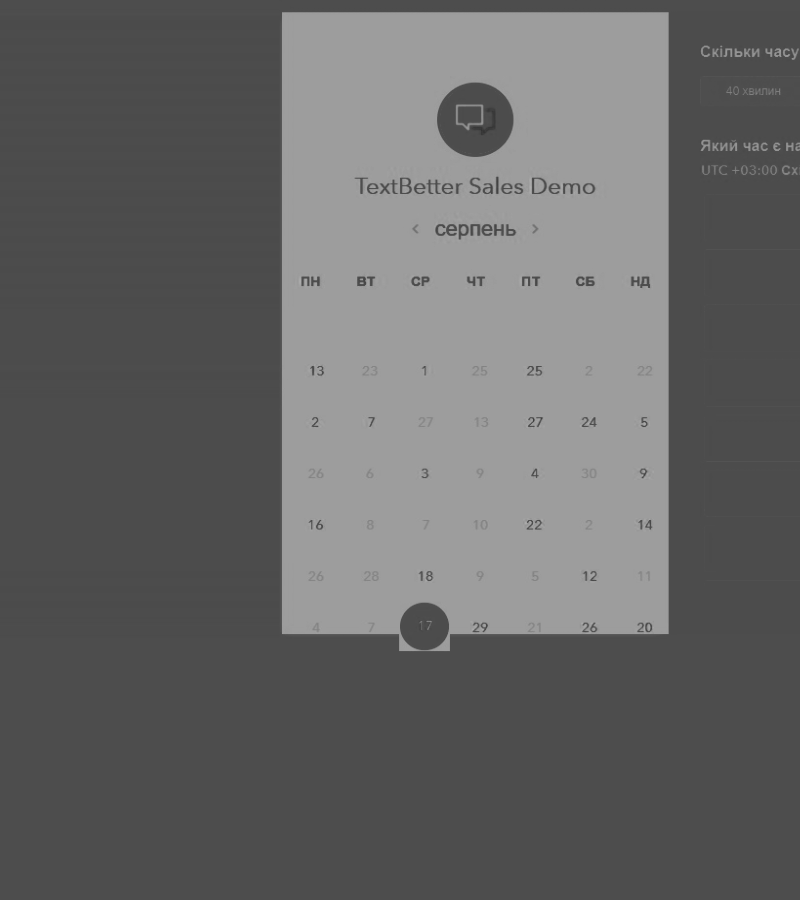 TextBetter Sales Demo
серпень
ПН ВТ СР ЧТ ПТ СБ НД
13 23 1 25 25 2 22
2 7 27 13 27 24 5
26 6 3 9 4 30 9
16 8 7 10 22 2 14
26 28 18 9 5 12 11
4 7 17 29 21 26 20
Скільки часу
40 хвилин
Який час є на
UTC +03:00 Схі